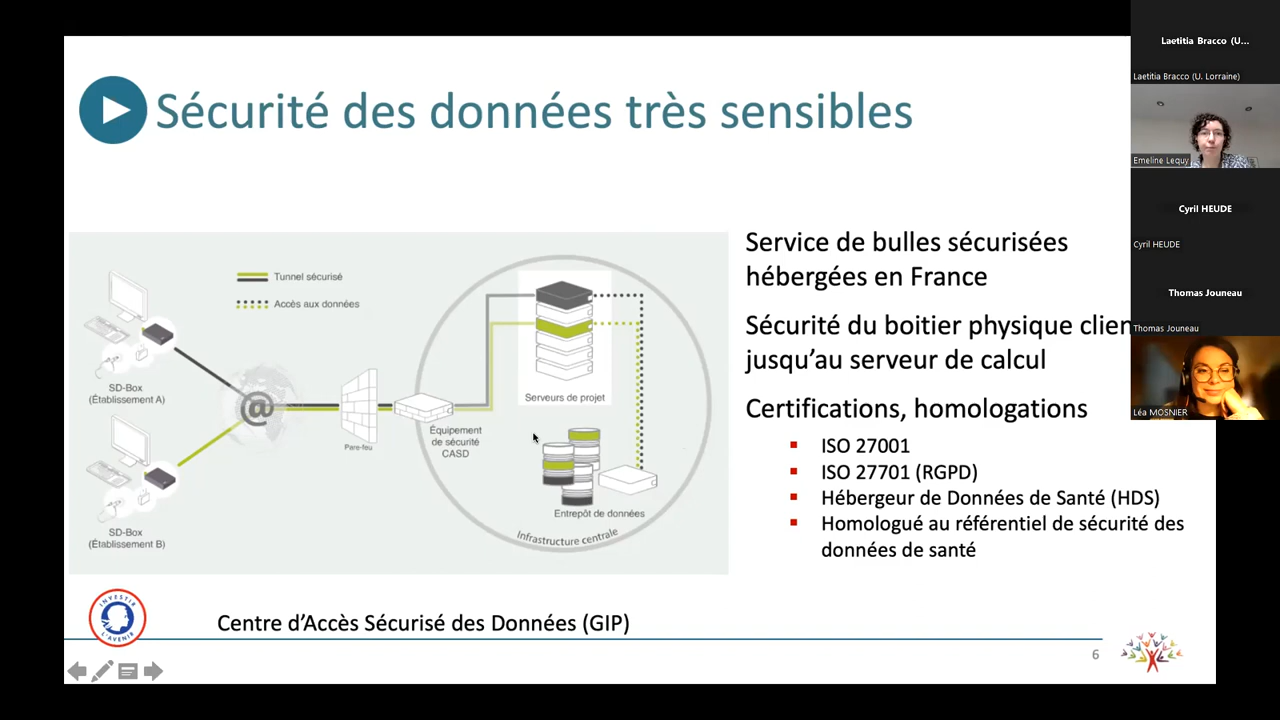 Sécurité des données très sensibles
Tunnel sécurisé
Accès aux données
SD-Box
(Établissement A)
SD-Box
(Établissement B)
@
Pare-feu
Équipement
de sécurité
CASD
Serveurs de projet
Entrepôt de données
Infrastructure centrale
Service de bulles sécurisées
hébergées en France
Sécurité du boitier physique clien
jusqu'au serveur de calcul
Certifications, homologations
ISO 27001
ISO 27701 (RGPD)
Hébergeur de Données de Santé (HDS)
Homologué au référentiel de sécurité des
données de santé
INVESTIR
L'AVENIR
Centre d'Accès Sécurisé des Données (GIP)
6
Laetitia Bracco (U...
Laetitia Bracco (U. Lorraine)
Emeline Lequy
Cyril HEUDE
Cyril HEUDE
Thomas Jouneau
Thomas Jouneau
Léa MOSNIER